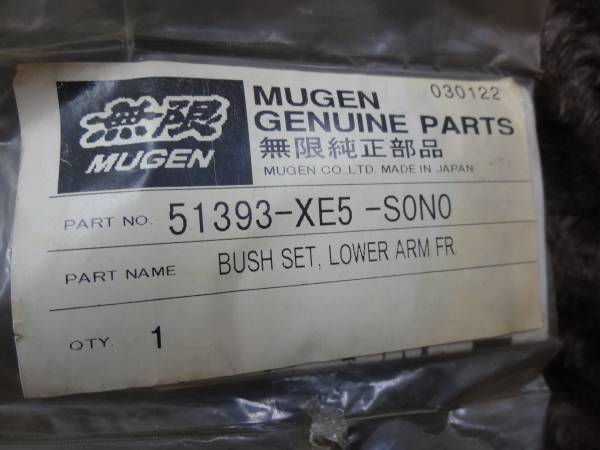 無限
MUGEN
MUGEN
GENUINE PARTS
030122
無限純正部品
MUGEN CO.,LTD. MADE IN JAPAN
PART NO. 51393-XE5 -S0N0
PART NAME BUSH SET, LOWER ARM FR.
QTY. 1